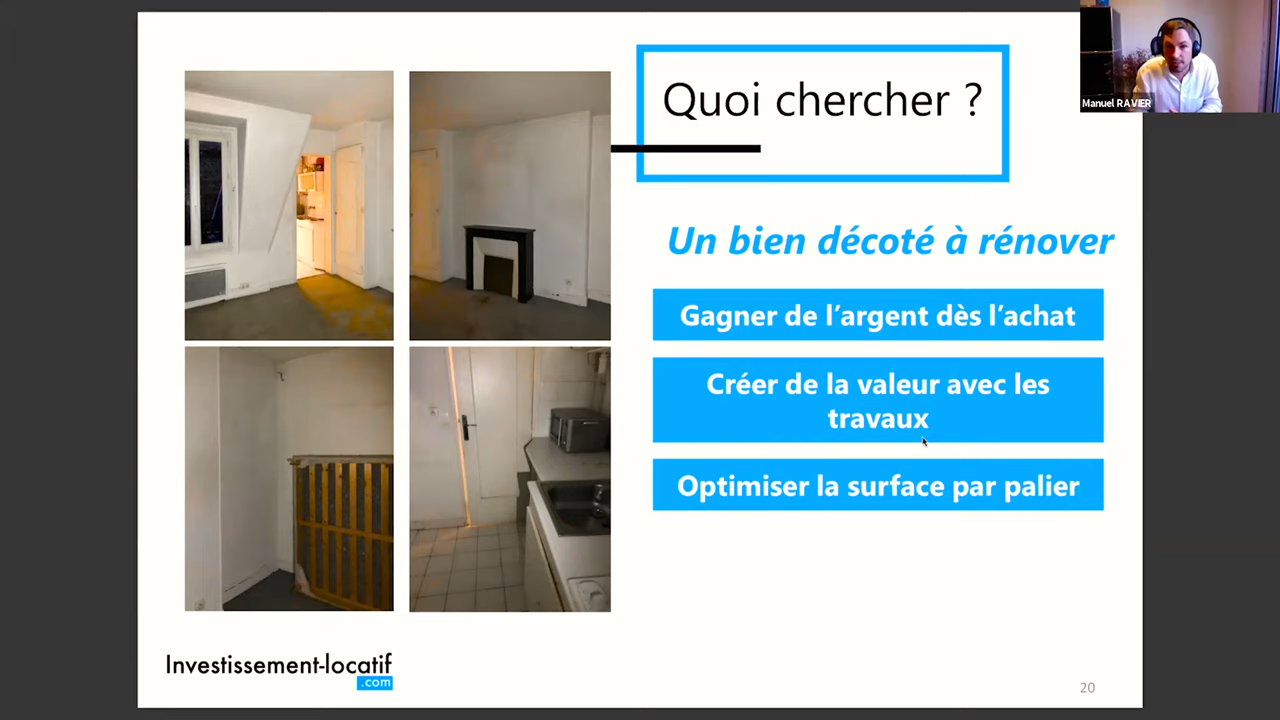 Manuel RAVIER
Quoi chercher ?
Un bien décoté à rénover
Gagner de l’argent dès l’achat
Créer de la valeur avec les
travaux
Optimiser la surface par palier
Investissement-locatif
.com
20